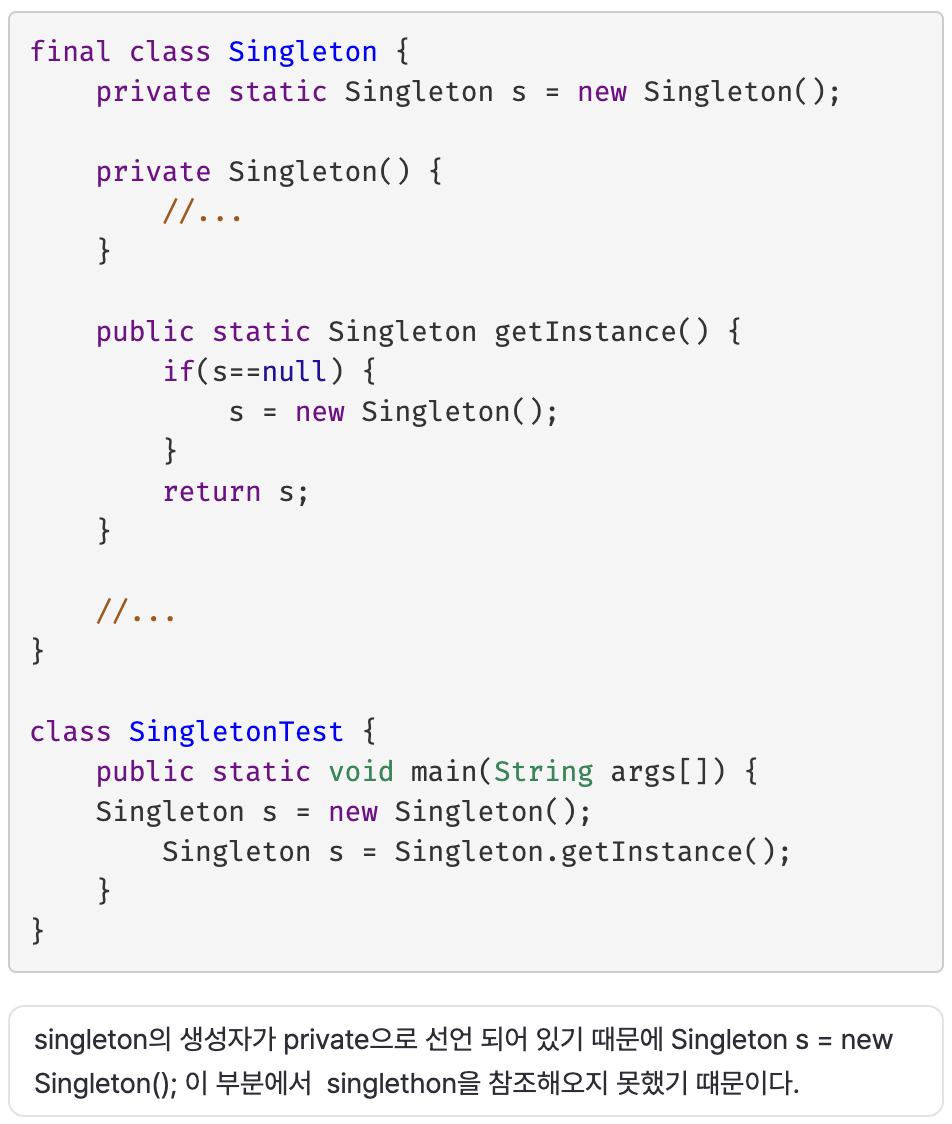 final class Singleton {
    private static Singleton s = new Singleton();

    private Singleton() {
        //...
    }

    public static Singleton getInstance() {
        if(s==null) {
            s = new Singleton();
        }
        return s;
    }

    //...
}

class SingletonTest {
    public static void main(String args[]) {
    Singleton s = new Singleton();
        Singleton s = Singleton.getInstance();
    }
}

singleton의 생성자가 private으로 선언 되어 있기 때문에 Singleton s = new
Singleton(); 이 부분에서  singlethon을 참조해오지 못했기 떄문이다.